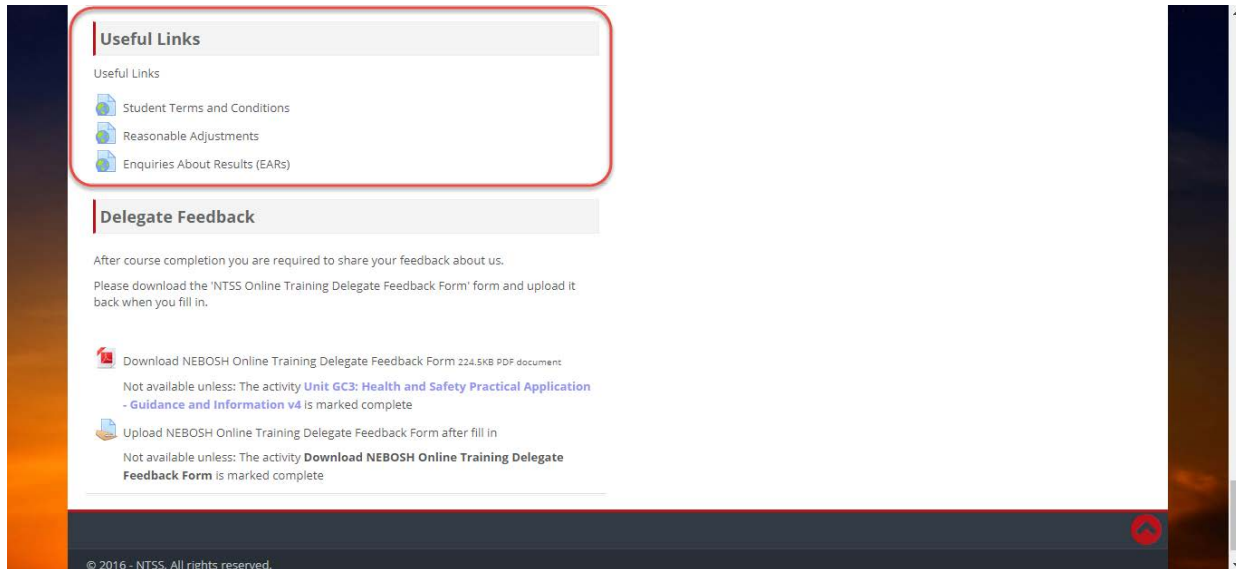 Useful Links
Useful Links
Student Terms and Conditions
Reasonable Adjustments
Enquiries About Results (EARs)
Delegate Feedback
After course completion you are required to share your feedback about us.
Please download the 'NTSS Online Training Delegate Feedback Form' form and upload it
back when you fill in.
Download NEBOSH Online Training Delegate Feedback Form 224.5KB PDF document
Not available unless: The activity Unit GC3: Health and Safety Practical Application
- Guidance and Information v4 is marked complete
Upload NEBOSH Online Training Delegate Feedback Form after fill in
Not available unless: The activity Download NEBOSH Online Training Delegate
Feedback Form is marked complete
© 2016 - NTSS. All rights reserved.